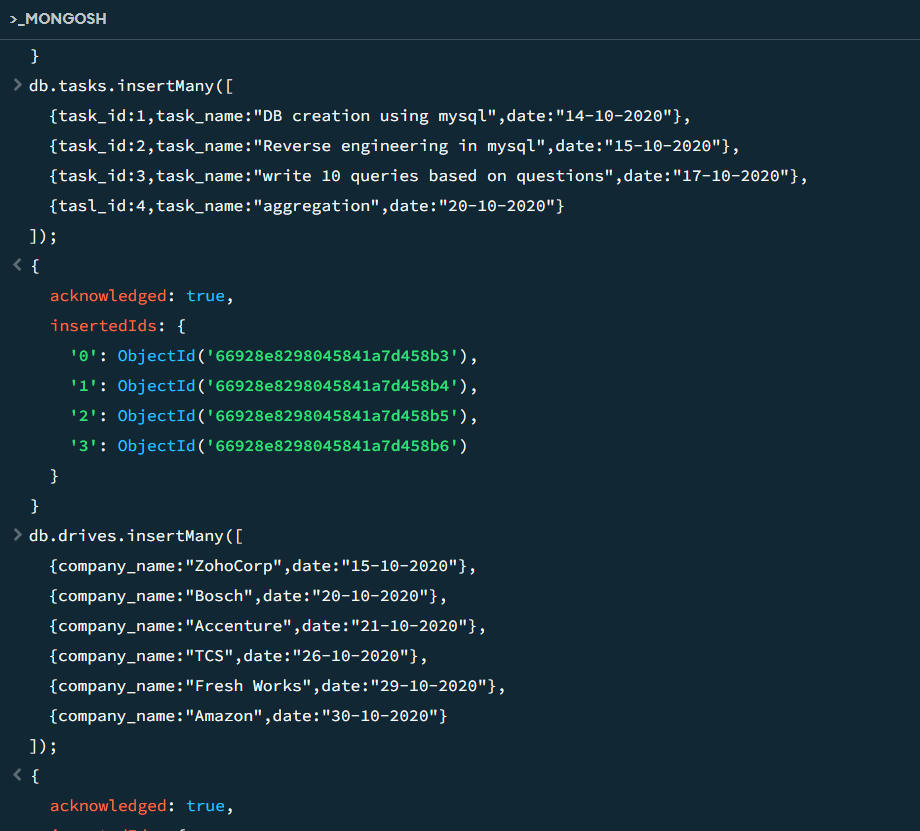 >_MONGOSH
}
> db.tasks.insertMany([
{task_id:1,task_name:"DB creation using mysql",date:"14-10-2020"},
{task_id:2,task_name:"Reverse engineering in mysql",date:"15-10-2020"},
{task_id:3,task_name:"write 10 queries based on questions",date:"17-10-2020"},
{tasl_id:4,task_name:"aggregation",date:"20-10-2020"}
]);
< {
acknowledged: true,
insertedIds: {
'0': ObjectId('66928e8298045841a7d458b3'),
'1': ObjectId('66928e8298045841a7d458b4'),
'2': ObjectId('66928e8298045841a7d458b5'),
'3': ObjectId('66928e8298045841a7d458b6')
}
}
> db.drives.insertMany([
{company_name:"ZohoCorp",date:"15-10-2020"},
{company_name:"Bosch",date:"20-10-2020"},
{company_name:"Accenture",date:"21-10-2020"},
{company_name:"TCS",date:"26-10-2020"},
{company_name:"Fresh Works",date:"29-10-2020"},
{company_name:"Amazon",date:"30-10-2020"}
]);
< {
acknowledged: true,